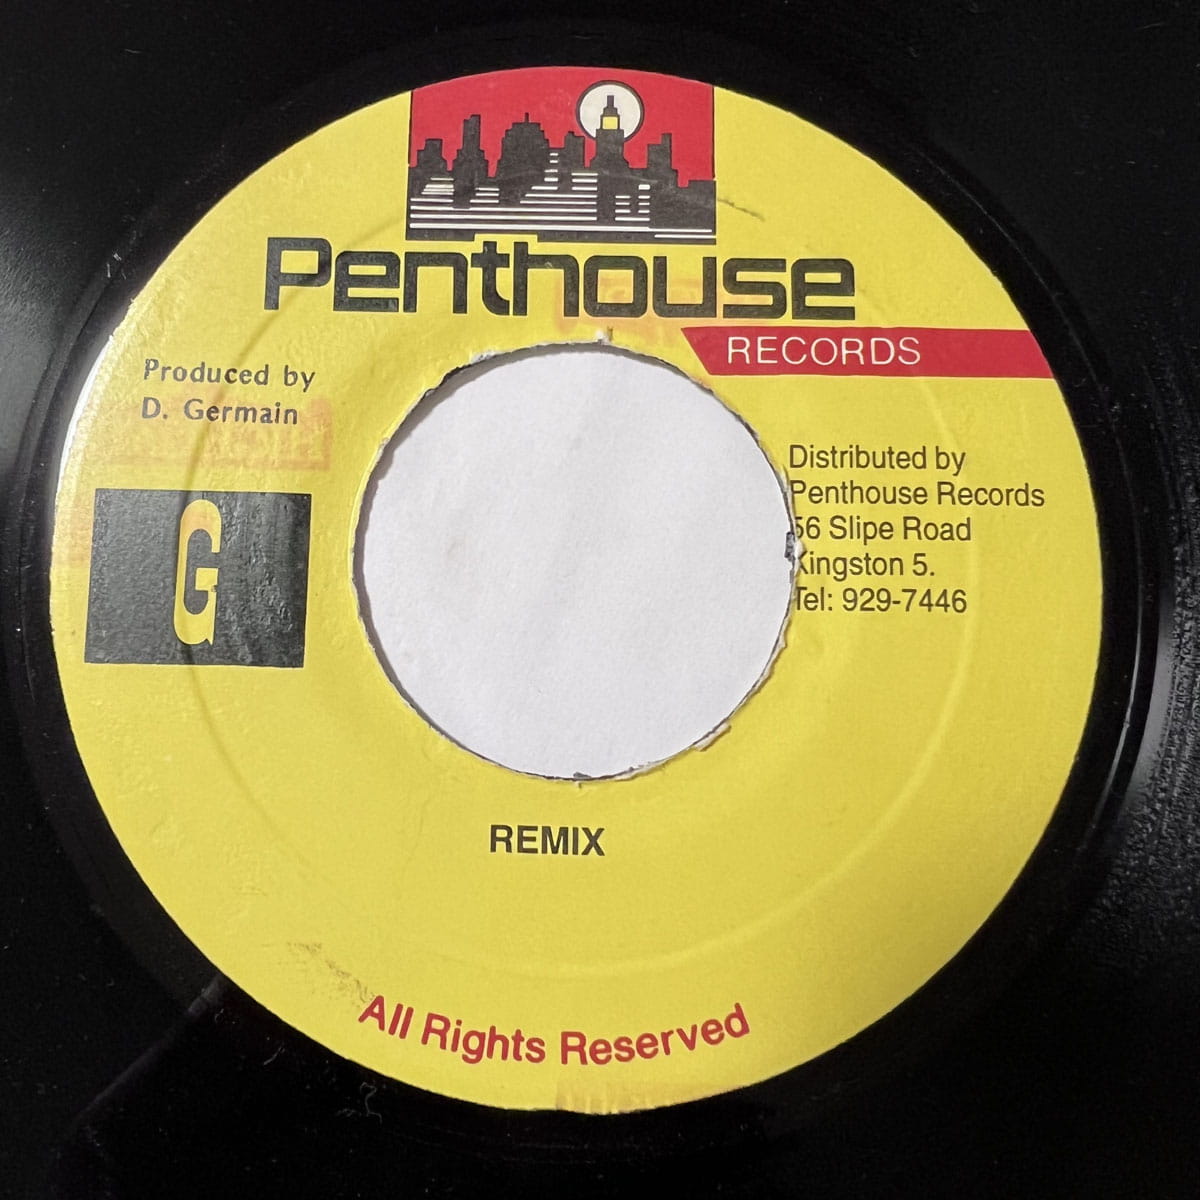 Penthouse
RECORDS
Produced by
D. Germain
G
Distributed by
Penthouse Records
56 Slipe Road
Kingston 5.
Tel: 929-7446
REMIX
All Rights Reserved